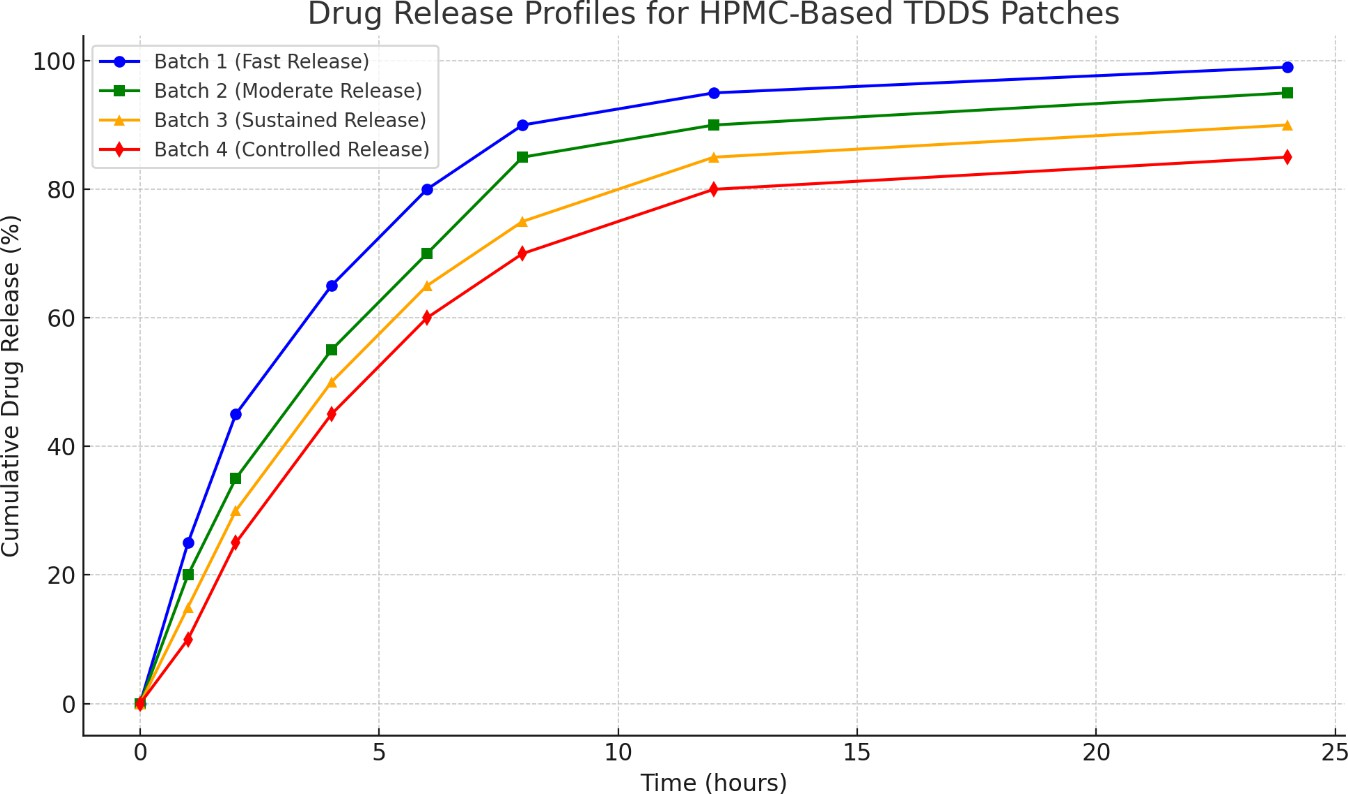 Drug Release Profiles for HPMC-Based TDDS Patches
Batch 1 (Fast Release)
Batch 2 (Moderate Release)
Batch 3 (Sustained Release)
Batch 4 (Controlled Release)
Cumulative Drug Release (%)
100
80
60
40
20
0
0 5 10 15 20 25
Time (hours)